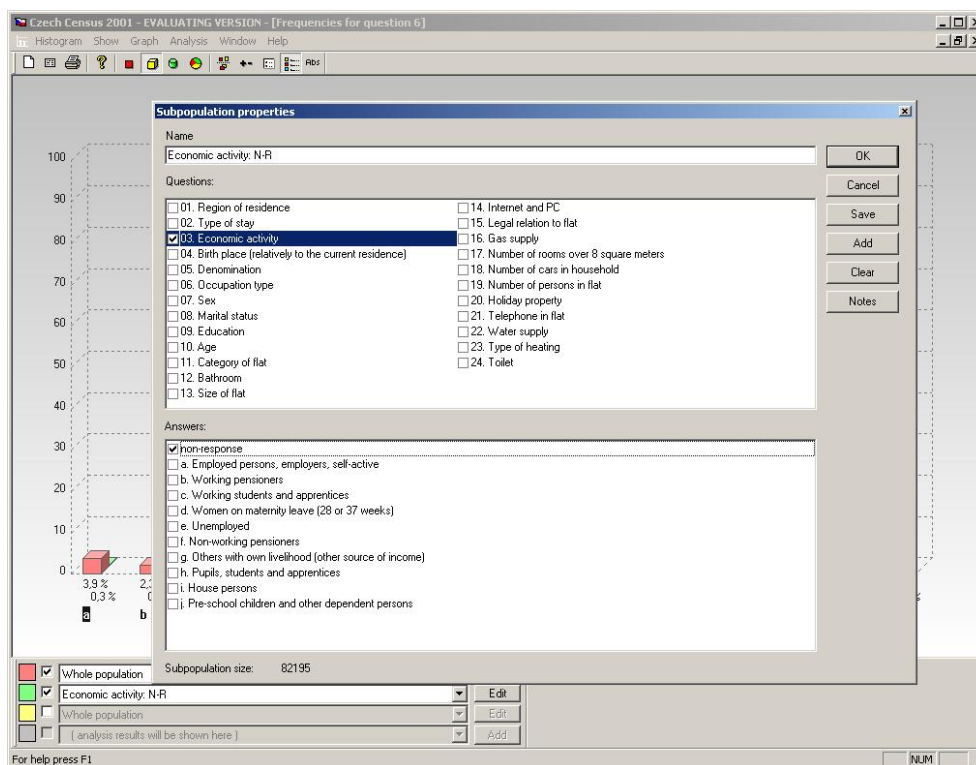 Czech Census 2001 - EVALUATING VERSION - [Frequencies for question 6]
Histogram Show Graph Analysis Window Help
Abs
Subpopulation properties
Name
Economic activity: N-R
OK
Questions:
Cancel
01. Region of residence
02. Type of stay
03. Economic activity
04. Birth place (relatively to the current residence)
05. Denomination
06. Occupation type
07. Sex
08. Marital status
09. Education
10. Age
11. Category of flat
12. Bathroom
13. Size of flat
14. Internet and PC
15. Legal relation to flat
16. Gas supply
17. Number of rooms over 8 square meters
18. Number of cars in household
19. Number of persons in flat
20. Holiday property
21. Telephone in flat
22. Water supply
23. Type of heating
24. Toilet
Save
Add
Clear
Notes
Answers:
non-response
a. Employed persons, employers, self-active
b. Working pensioners
c. Working students and apprentices
d. Women on maternity leave (28 or 37 weeks)
e. Unemployed
f. Non-working pensioners
g. Others with own livelihood (other source of income)
h. Pupils, students and apprentices
i. House persons
j. Pre-school children and other dependent persons
Subpopulation size: 82195
100
90
80
70
60
50
40
30
20
10
0
3,9 %
0,3 %
a b
Whole population
Economic activity: N-R Edit
Whole population Edit
( analysis results will be shown here ) Add
For help press F1 NUM